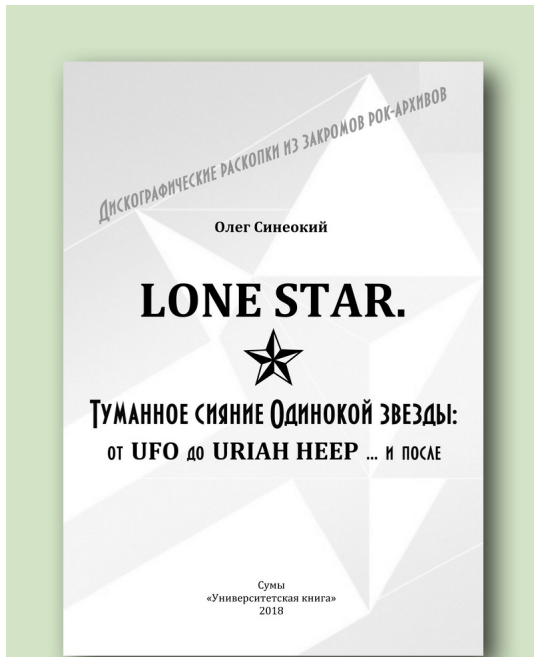 Дискографические раскопки из закромов рок-архивов
Олег Синеокий
LONE STAR.
Туманное сияние Одинокой звезды:
от UFO до URIAH HEEP ... и после
Сумы
«Университетская книга»
2018